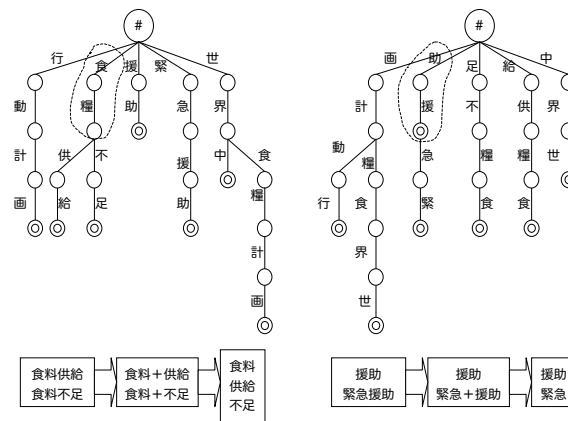 #
行 食 援 緊 世
動 糧 助 急 界
計 供 不 援 中 食
糧
画 給 足 助
計
画
#
画 助 足 給 中
計 援 不 供 界
動 糧 急 糧 糧 世
行 食 緊 食 食
界
世
食料供給
食料不足
食料＋供給
食料＋不足
食料
供給
不足
援助
緊急援助
援助
緊急＋援助
援助
緊急